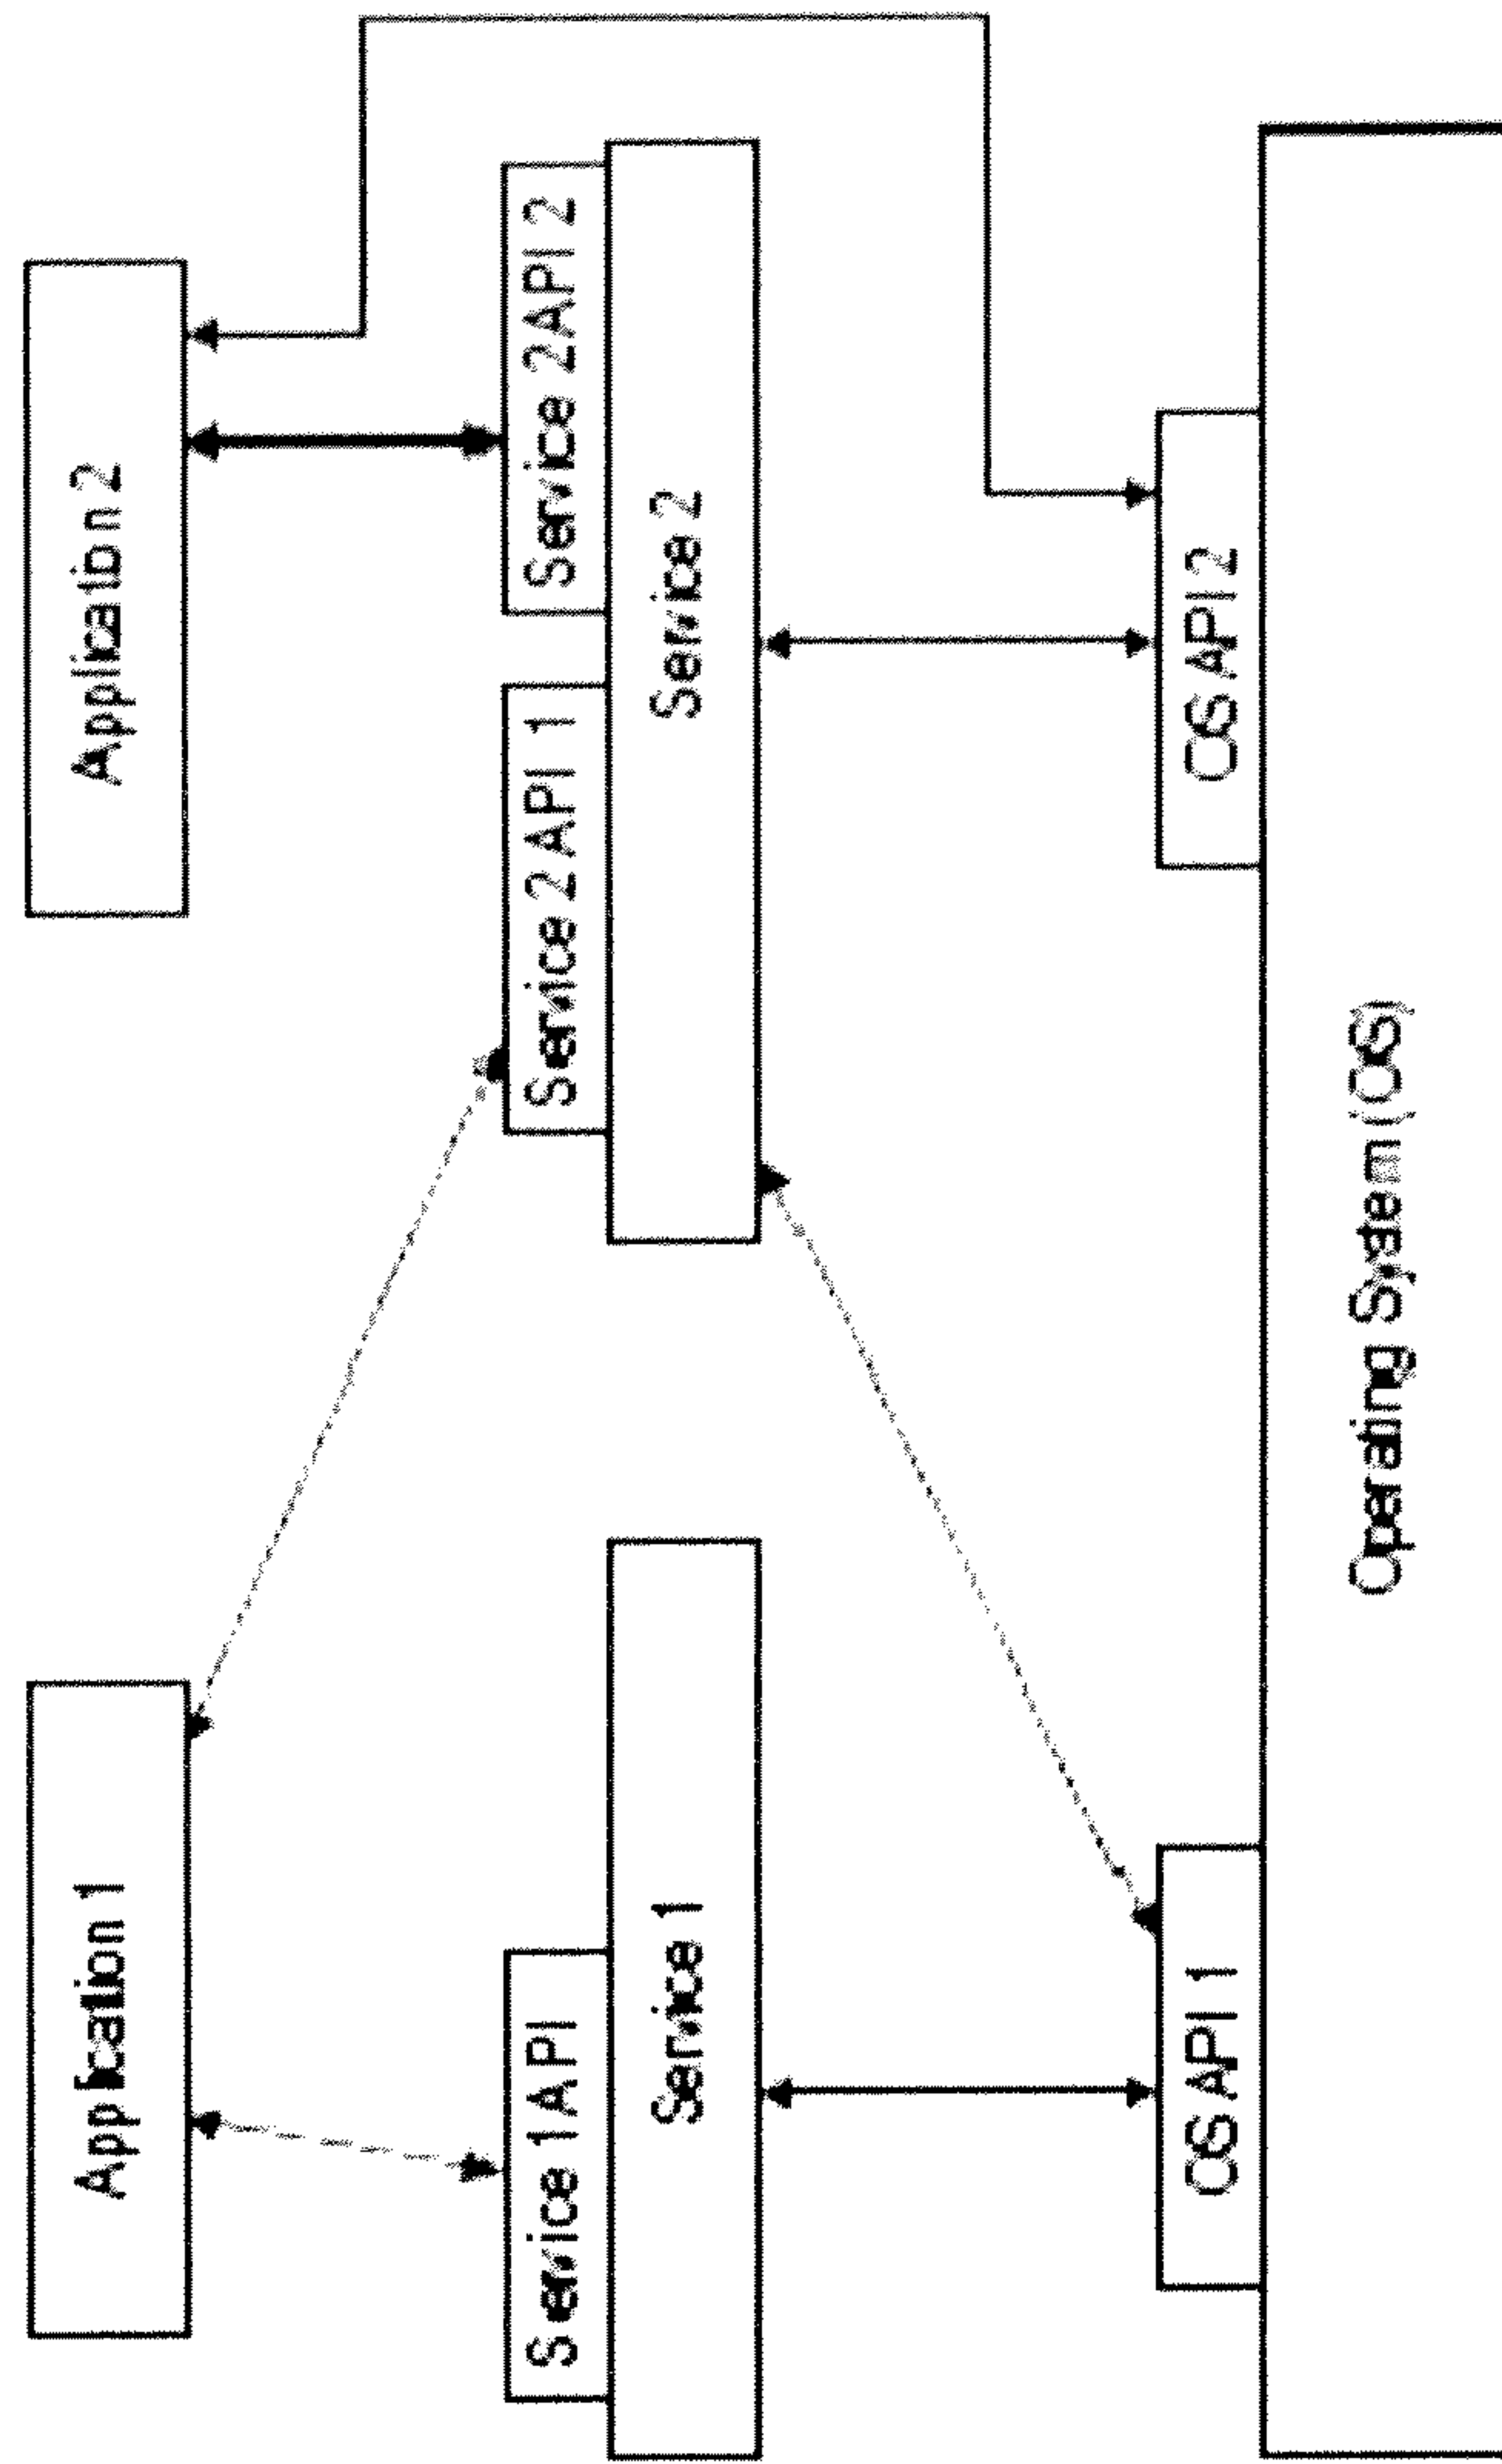 Application 1
Application 2
Service 1 API
Service 2 API 1
Service 2 API 2
Service 1
Service 2
OS API 1
OS API 2
Operating System (OS)